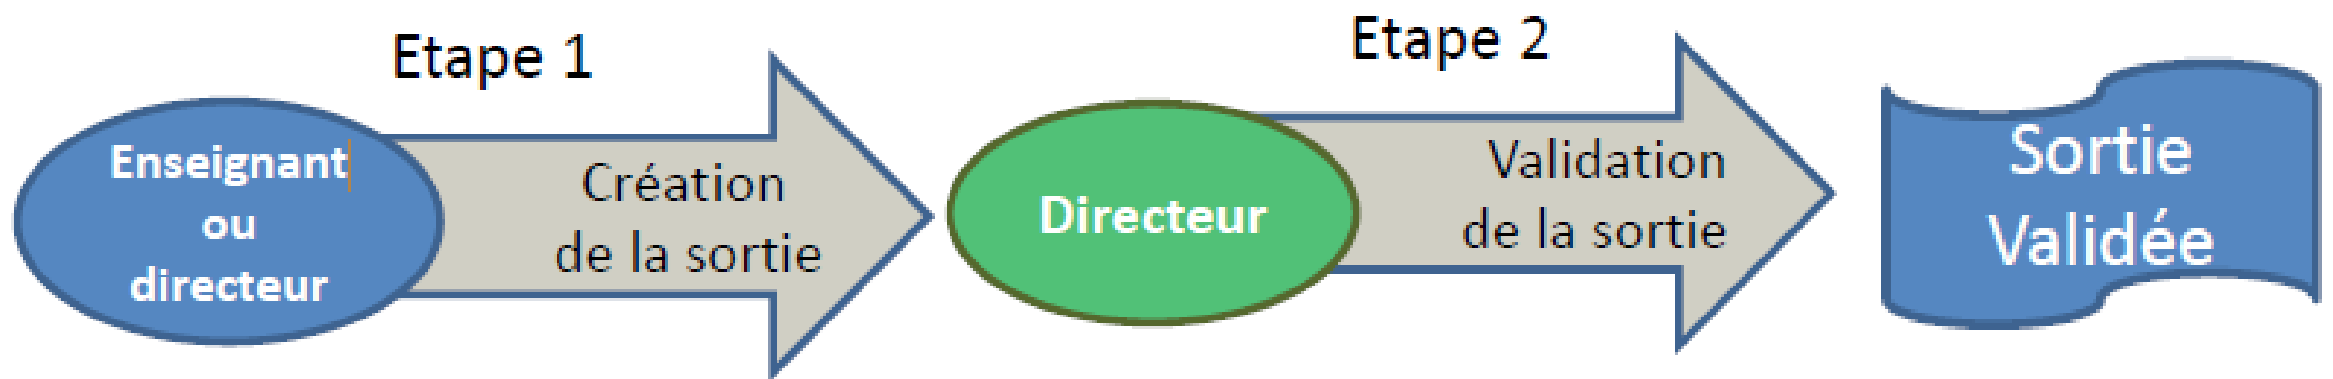 Etape 1
Enseignant
ou
directeur
Création
de la sortie
Etape 2
Directeur
Validation
de la sortie
Sortie
Validée